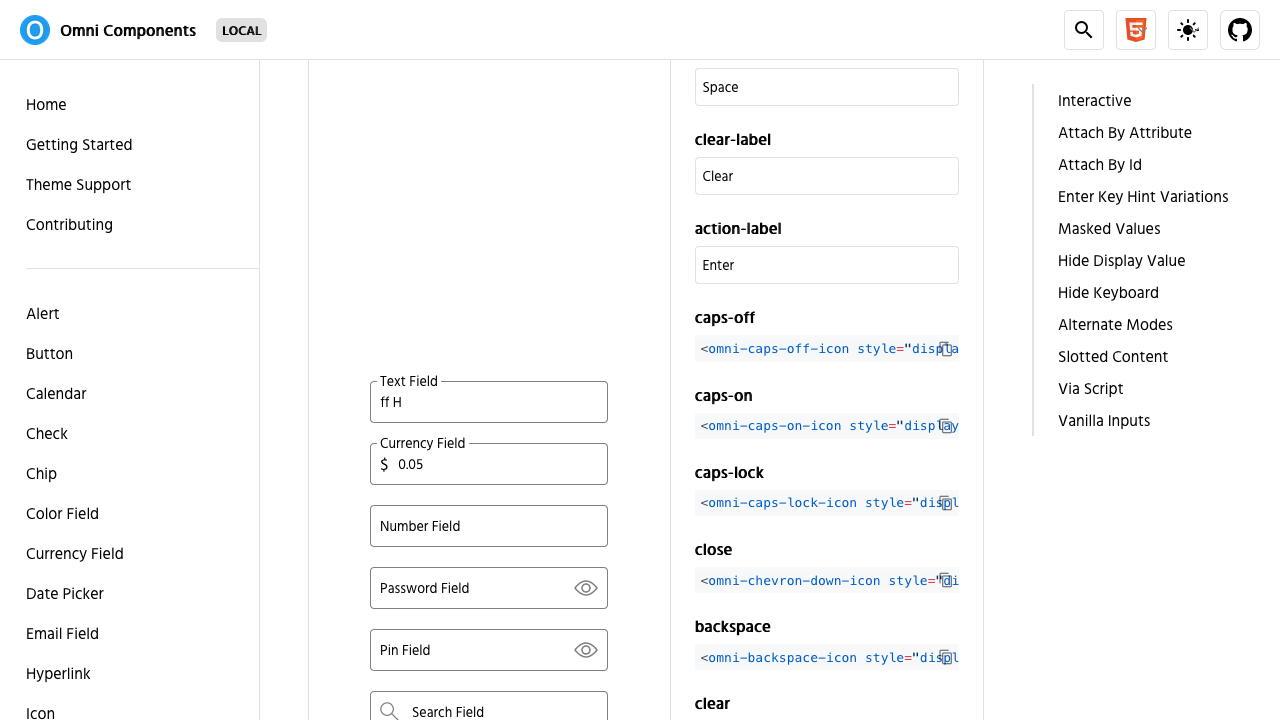 Omni Components
LOCAL
Home
Getting Started
Theme Support
Contributing
Alert
Button
Calendar
Check
Chip
Color Field
Currency Field
Date Picker
Email Field
Hyperlink
Icon
Text Field
ff H
Currency Field
$ 0.05
Number Field
Password Field
Pin Field
Search Field
Space
clear-label
Clear
action-label
Enter
caps-off
<omni-caps-off-icon style="displa
caps-on
<omni-caps-on-icon style="display
caps-lock
<omni-caps-lock-icon style="displ
close
<omni-chevron-down-icon style="di
backspace
<omni-backspace-icon style="displ
clear
Interactive
Attach By Attribute
Attach By Id
Enter Key Hint Variations
Masked Values
Hide Display Value
Hide Keyboard
Alternate Modes
Slotted Content
Via Script
Vanilla Inputs